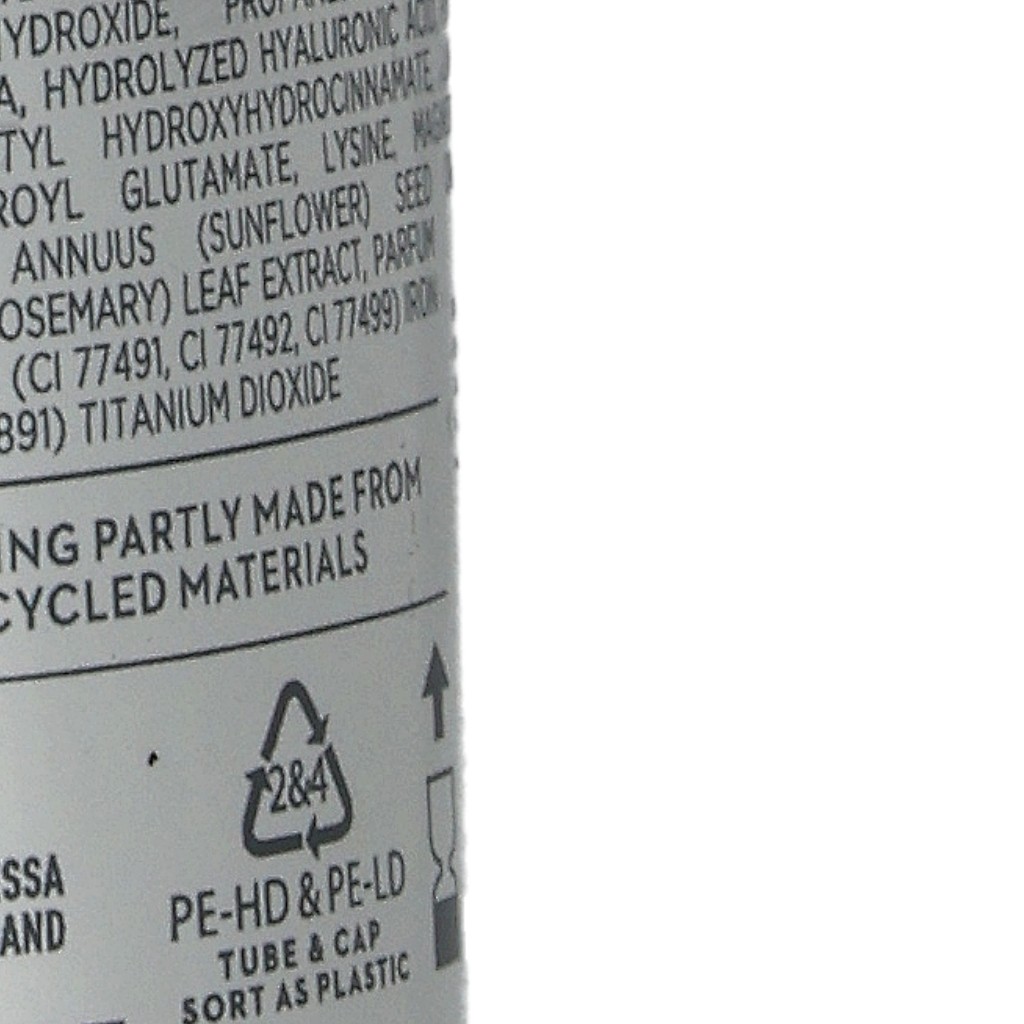 YDROXIDE,
A, HYDROLYZED HYALURONIC
TYL HYDROXYHYDROCINNAMATE
ROYL GLUTAMATE, LYSINE,
ANNUUS (SUNFLOWER) SEED
OSEMARY) LEAF EXTRACT, PARFUM
(CI 77491, CI 77492, CI 77499) IRON
891) TITANIUM DIOXIDE
ING PARTLY MADE FROM
CYCLED MATERIALS
2&4
SSA
AND
PE-HD & PE-LD
TUBE & CAP
SORT AS PLASTIC